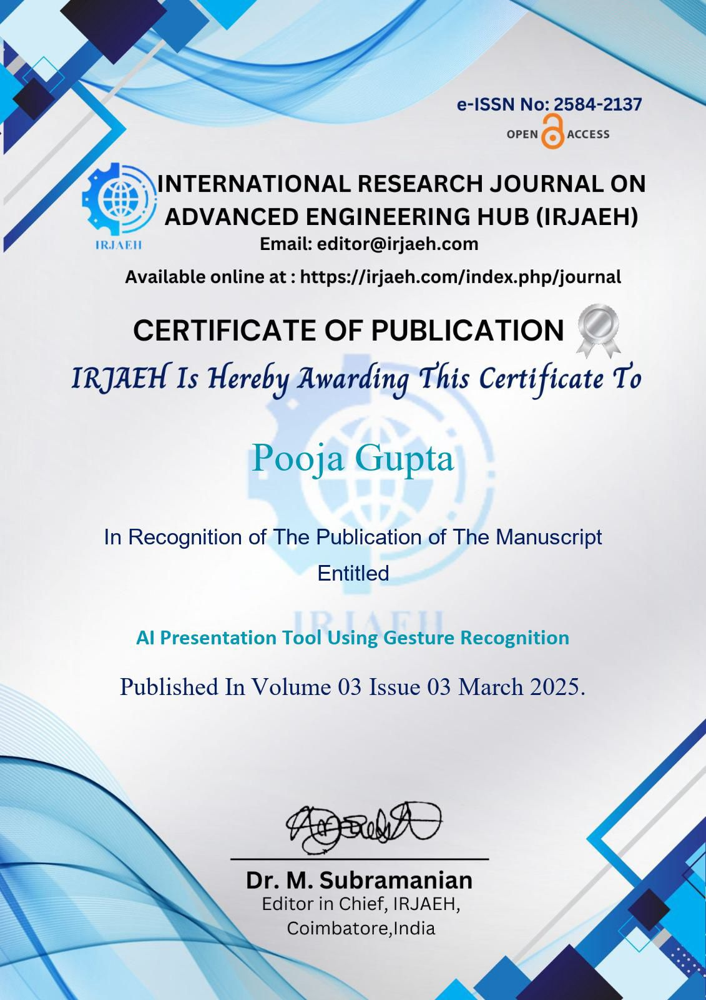 e-ISSN No: 2584-2137
OPEN ACCESS
INTERNATIONAL RESEARCH JOURNAL ON
ADVANCED ENGINEERING HUB (IRJAEH)
IRJAEH
Email: editor@irjaeh.com
Available online at : https://irjaeh.com/index.php/journal
CERTIFICATE OF PUBLICATION
IRJAEH Is Hereby Awarding This Certificate To
Pooja Gupta
In Recognition of The Publication of The Manuscript
Entitled
IRJAEH
AI Presentation Tool Using Gesture Recognition
Published In Volume 03 Issue 03 March 2025.
Dr. M. Subramanian
Editor in Chief, IRJAEH,
Coimbatore,India